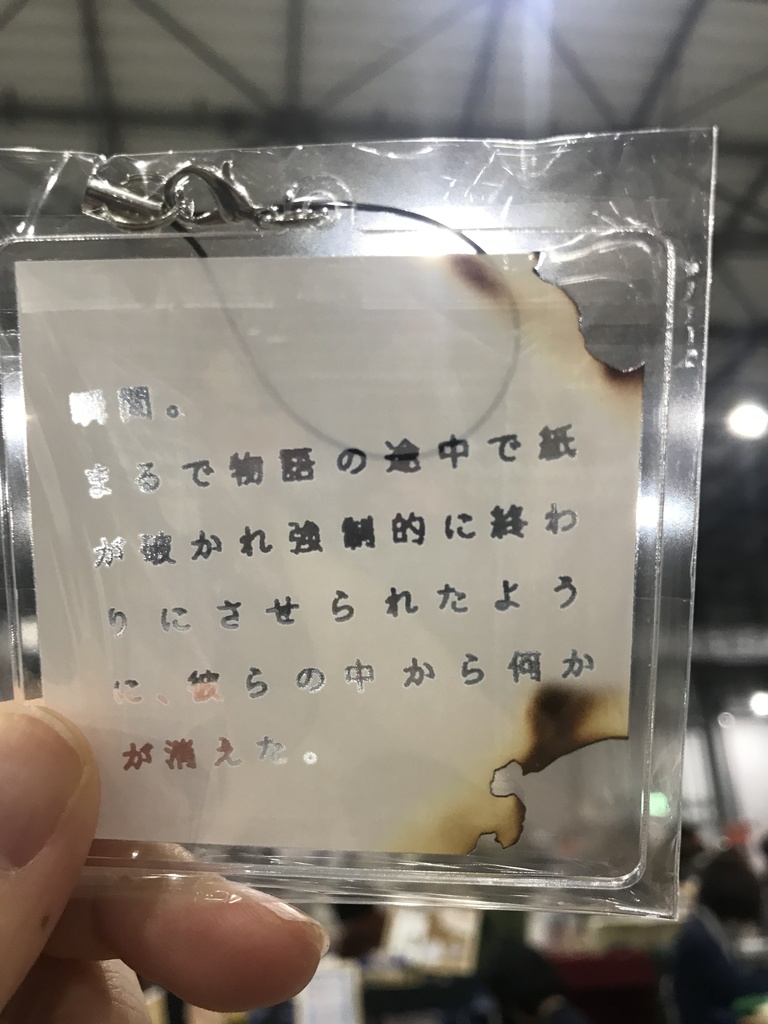 瞬間。
まるで物語の途中で紙
が破かれ強制的に終わ
りにさせられたよう
に、彼らの中から何か
が消えた。